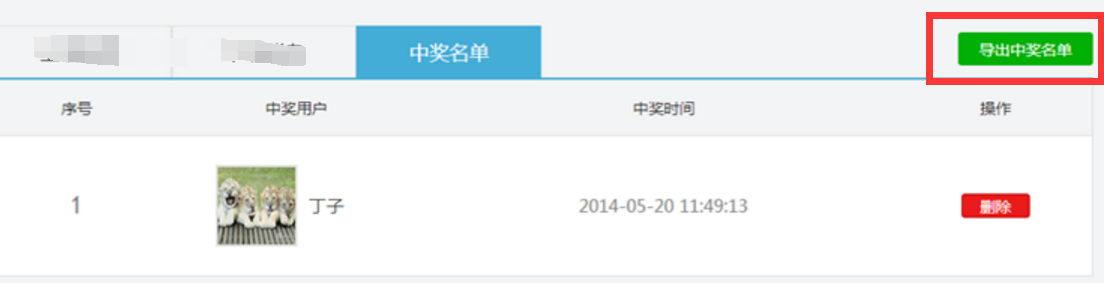 中奖名单
导出中奖名单
序号 中奖用户 中奖时间 操作
1 丁子 2014-05-20 11:49:13 删除